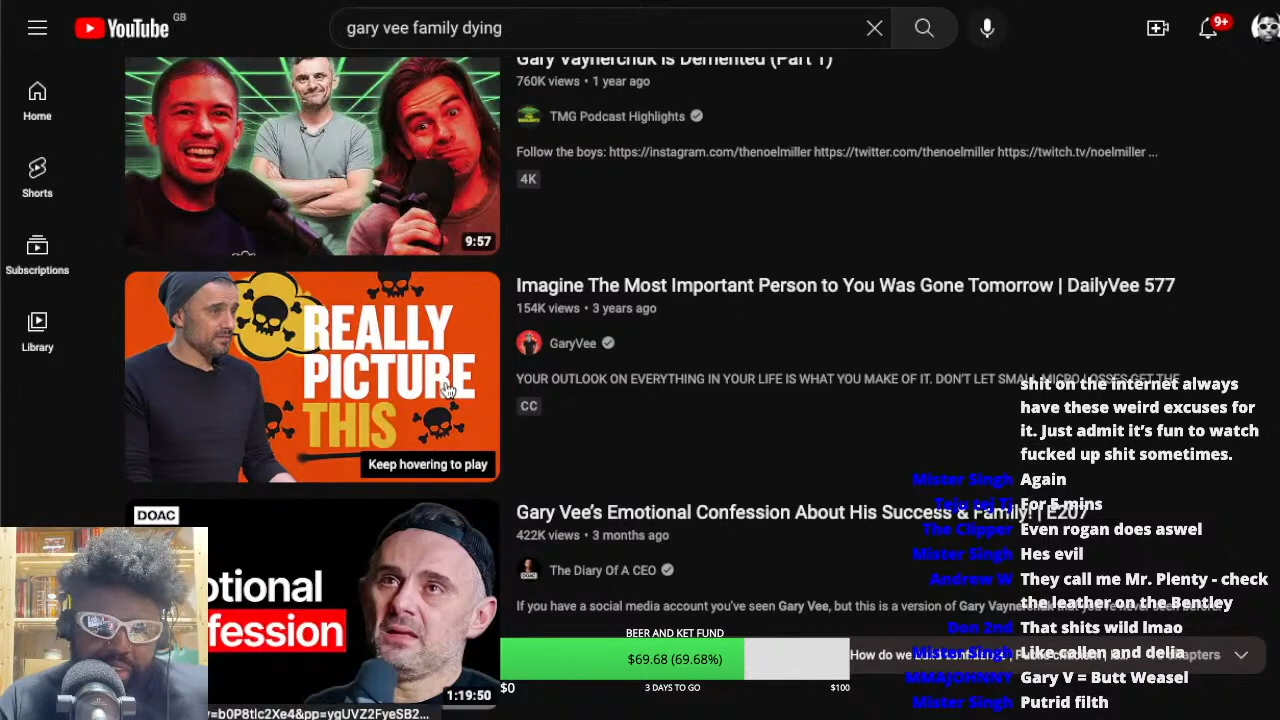 YouTube
GB
gary vee family dying
9+
Home
Shorts
Subscriptions
Library
Gary Vaynerchuk is Demented (Part 1)
760K views • 1 year ago
TMG Podcast Highlights
Follow the boys: https://instagram.com/thenoelmiller https://twitter.com/thenoelmiller https://twitch.tv/noelmiller ...
4K
9:57
REALLY
PICTURE
THIS
Keep hovering to play
Imagine The Most Important Person to You Was Gone Tomorrow | DailyVee 577
154K views • 3 years ago
GaryVee
YOUR OUTLOOK ON EVERYTHING IN YOUR LIFE IS WHAT YOU MAKE OF IT. DON'T LET SMALL MICRO LOSSES GET THE
CC
DOAC
otional
fession
1:19:50
Gary Vee's Emotional Confession About His Success & Family! | E207
422K views • 3 months ago
The Diary Of A CEO
If you have a social media account you've seen Gary Vee, but this is a version of Gary
shit on the internet always
have these weird excuses for
it. Just admit it's fun to watch
fucked up shit sometimes.
Mister Singh Again
For 5 mins
The Clipper Even rogan does aswel
Mister Singh Hes evil
Andrew W They call me Mr. Plenty - check
the leather on the Bentley
Don 2nd That shits wild lmao
Mister Singh Like callen and delia
MMAJOHNNY Gary V = Butt Weasel
Mister Singh Putrid filth
BEER AND KET FUND
$69.68 (69.68%)
$0
3 DAYS TO GO
$100
How do we
chapters